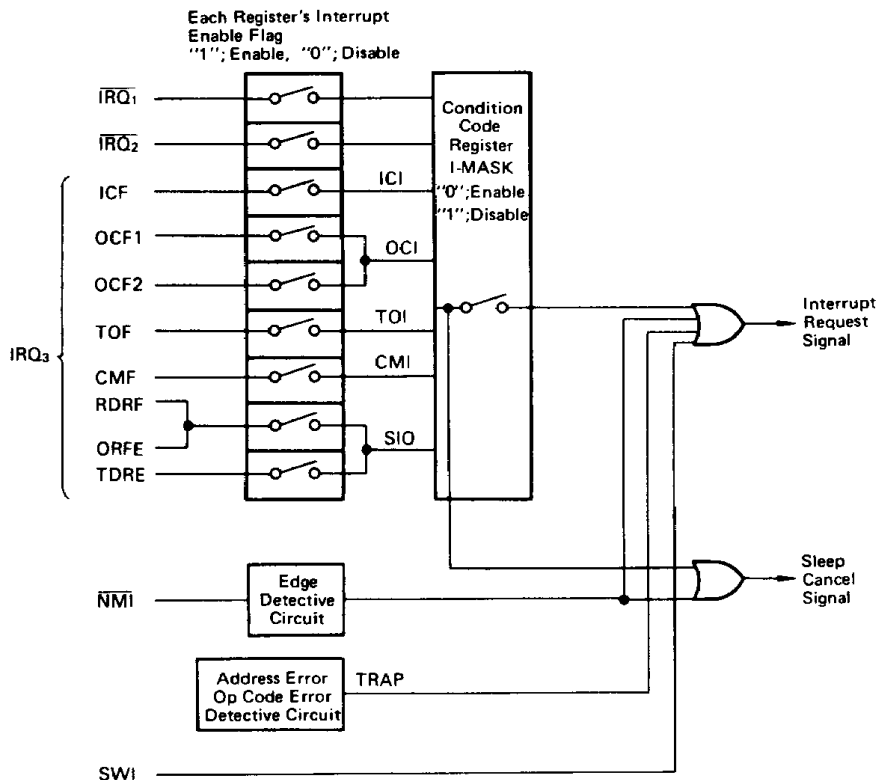 Each Register's Interrupt
Enable Flag
"1"; Enable, "0"; Disable
IRQ₁
IRQ₂
ICF
OCF1
OCF2
TOF
CMF
RDRF
ORFE
TDRE
IRQ₃
ICI
OCI
TOI
CMI
SIO
Condition
Code
Register
I-MASK
"0";Enable
"1";Disable
Interrupt
Request
Signal
Sleep
Cancel
Signal
NMI
Edge
Detective
Circuit
Address Error
Op Code Error
Detective Circuit
TRAP
SWI